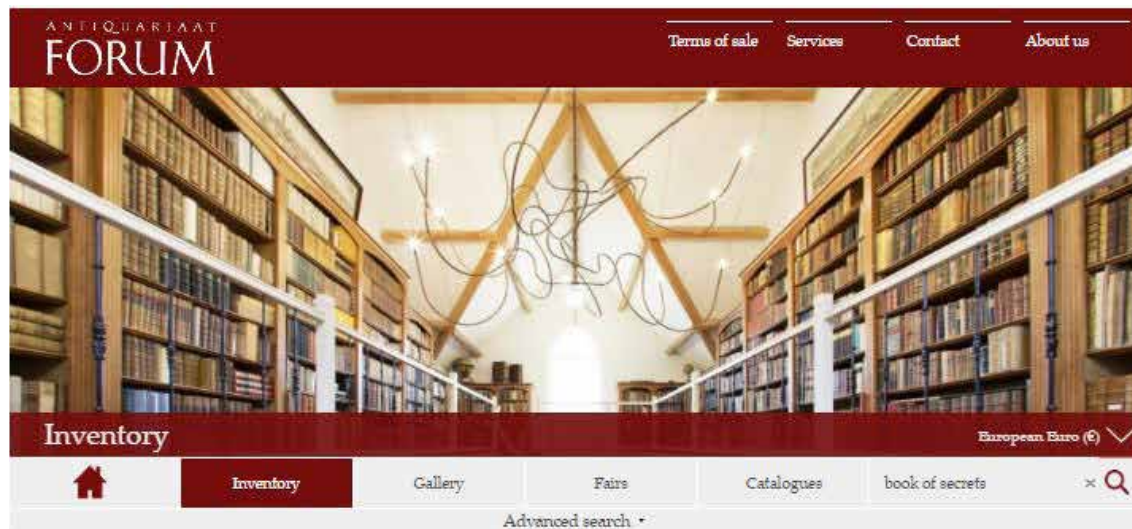 ANTIQUARIAAT
FORUM
Terms of sale Services Contact About us
Inventory
European Euro (€)
Inventory Gallery Fairs Catalogues book of secrets ×
Advanced search